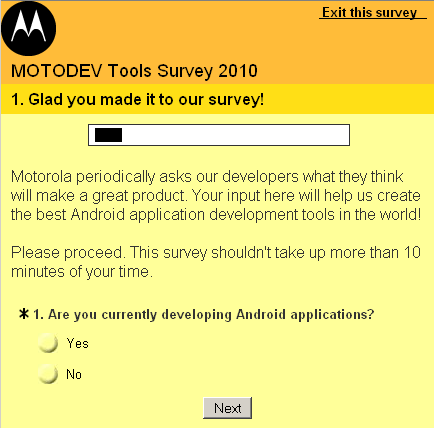 Exit this survey
MOTODEV Tools Survey 2010
1. Glad you made it to our survey!
Motorola periodically asks our developers what they think
will make a great product. Your input here will help us create
the best Android application development tools in the world!
Please proceed. This survey shouldn't take up more than 10
minutes of your time.
* 1. Are you currently developing Android applications?
Yes
No
Next